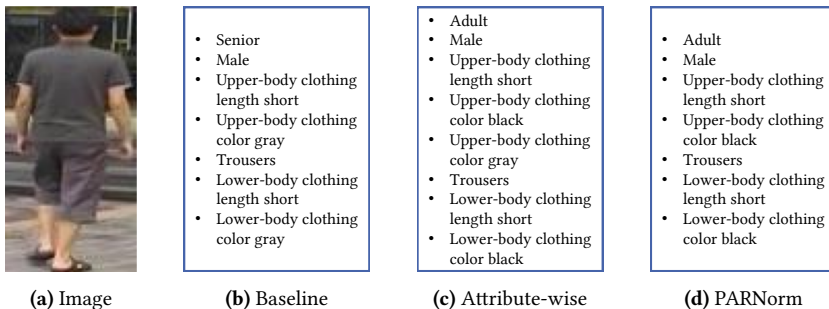 • Senior
• Male
• Upper-body clothing
length short
• Upper-body clothing
color gray
• Trousers
• Lower-body clothing
length short
• Lower-body clothing
color gray
• Adult
• Male
• Upper-body clothing
length short
• Upper-body clothing
color black
• Upper-body clothing
color gray
• Trousers
• Lower-body clothing
length short
• Lower-body clothing
color black
• Adult
• Male
• Upper-body clothing
length short
• Upper-body clothing
color black
• Trousers
• Lower-body clothing
length short
• Lower-body clothing
color black
(a) Image
(b) Baseline
(c) Attribute-wise
(d) PARNorm